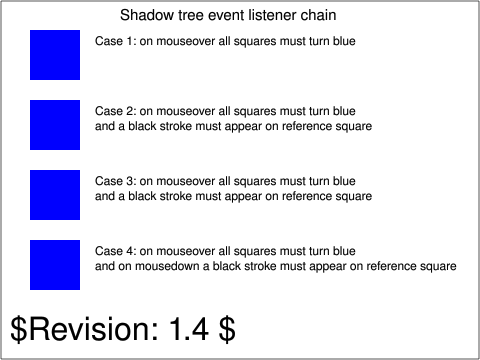 Shadow tree event listener chain
Case 1: on mouseover all squares must turn blue
Case 2: on mouseover all squares must turn blue
and a black stroke must appear on reference square
Case 3: on mouseover all squares must turn blue
and a black stroke must appear on reference square
Case 4: on mouseover all squares must turn blue
and on mousedown a black stroke must appear on reference square
$Revision: 1.4 $